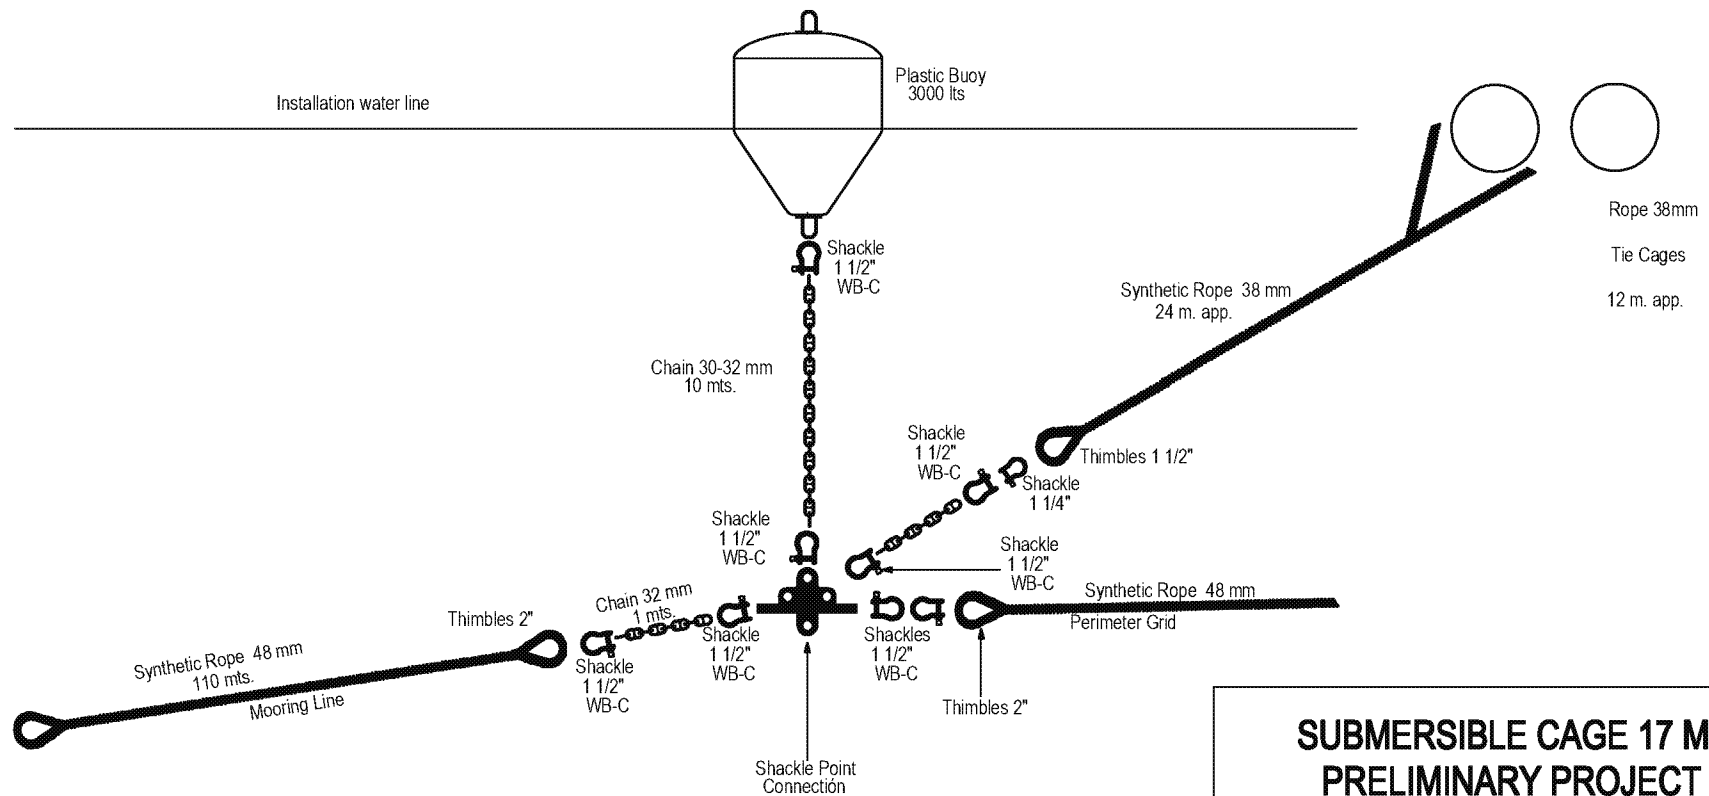 Installation water line
Plastic Buoy
3000 lts
Rope 38mm
Tie Cages
12 m. app.
Shackle
1 1/2"
WB-C
Synthetic Rope 38 mm
24 m. app.
Chain 30-32 mm
10 mts.
Shackle
1 1/2"
WB-C
Thimbles 1 1/2"
Shackle
1 1/4"
Shackle
1 1/2"
WB-C
Shackle
1 1/2"
WB-C
Synthetic Rope 48 mm
Perimeter Grid
Chain 32 mm
1 mts.
Thimbles 2"
Shackle
1 1/2"
WB-C
Shackles
1 1/2"
WB-C
Synthetic Rope 48 mm
110 mts.
Mooring Line
Shackle
1 1/2"
WB-C
Thimbles 2"
Shackle Point
Connectión
SUBMERSIBLE CAGE 17 M
PRELIMINARY PROJECT